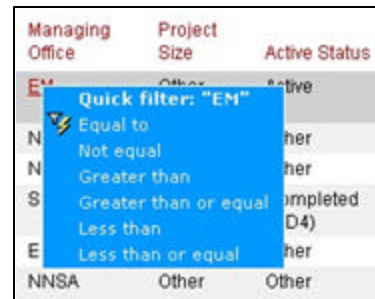 Managing Project
Office Size Active Status
EM Other Active
Quick filter: "EM"
Equal to
Not equal
Greater than
Greater than or equal
Less than
Less than or equal
N her
N her
S ompleted
D4)
E her
NNSA Other Other